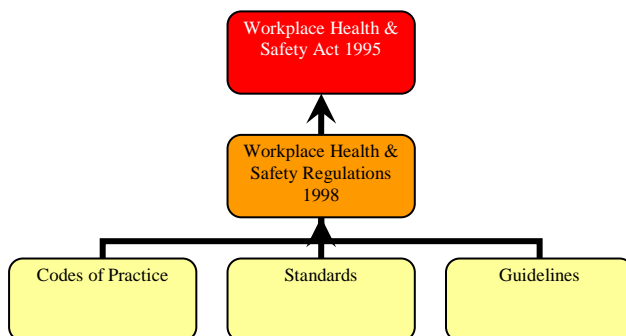 Workplace Health &
Safety Act 1995
Workplace Health &
Safety Regulations
1998
Codes of Practice
Standards
Guidelines